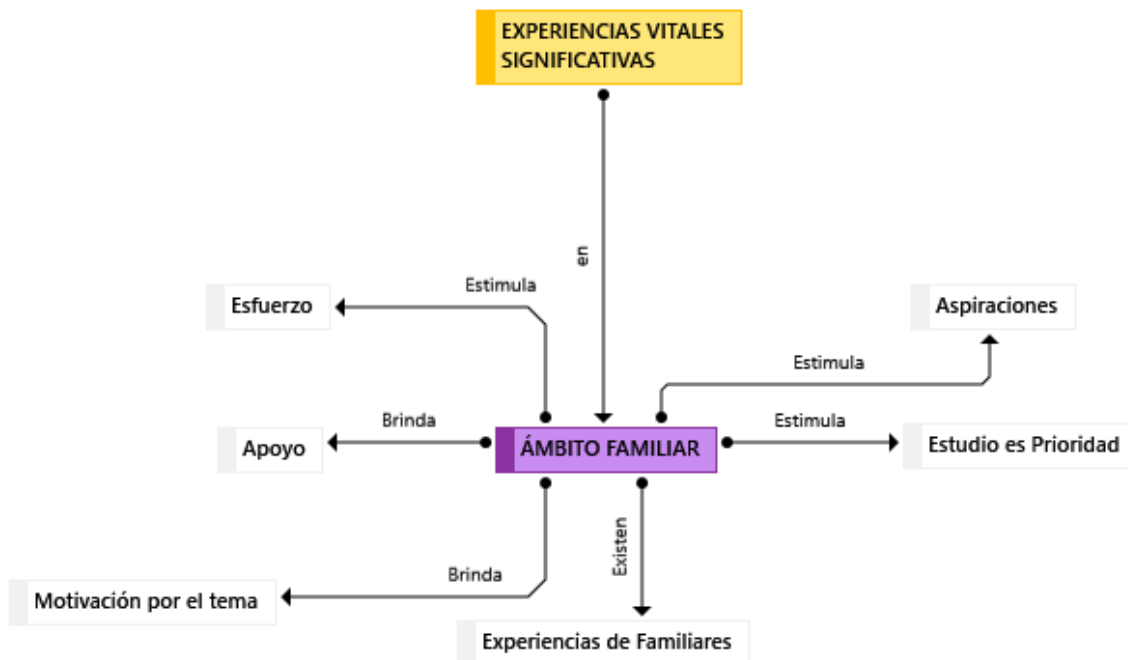 EXPERIENCIAS VITALES
SIGNIFICATIVAS
en
Estimula
Esfuerzo
Aspiraciones
Estimula
Brinda
Estimula
Apoyo
ÁMBITO FAMILIAR
Estudio es Prioridad
Existen
Brinda
Motivación por el tema
Experiencias de Familiares